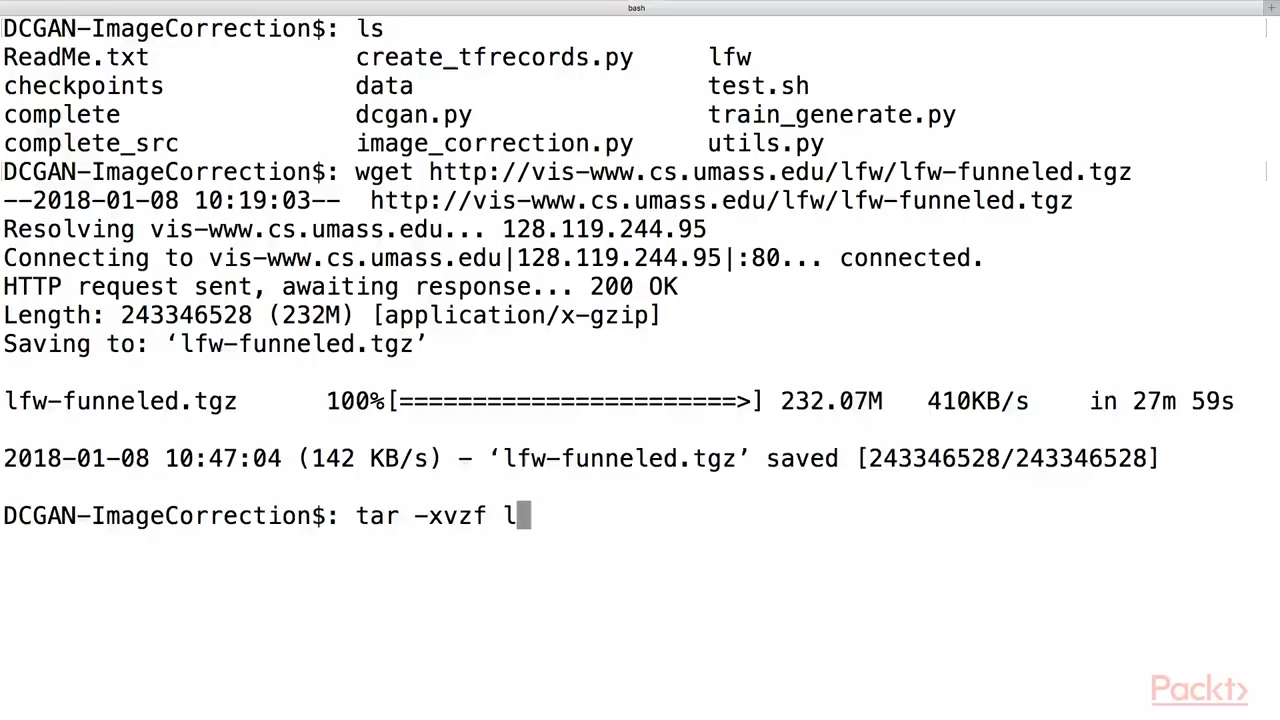 bash
+
DCGAN-ImageCorrection$: ls
ReadMe.txt create_tfrecords.py lfw
checkpoints data test.sh
complete dcgan.py train_generate.py
complete_src image_correction.py utils.py
DCGAN-ImageCorrection$: wget http://vis-www.cs.umass.edu/lfw/lfw-funneled.tgz
--2018-01-08 10:19:03-- http://vis-www.cs.umass.edu/lfw/lfw-funneled.tgz
Resolving vis-www.cs.umass.edu... 128.119.244.95
Connecting to vis-www.cs.umass.edu|128.119.244.95|:80... connected.
HTTP request sent, awaiting response... 200 OK
Length: 243346528 (232M) [application/x-gzip]
Saving to: ‘lfw-funneled.tgz’
lfw-funneled.tgz 100%[=======================>] 232.07M 410KB/s in 27m 59s
2018-01-08 10:47:04 (142 KB/s) - ‘lfw-funneled.tgz’ saved [243346528/243346528]
DCGAN-ImageCorrection$: tar -xvzf l
Packt>